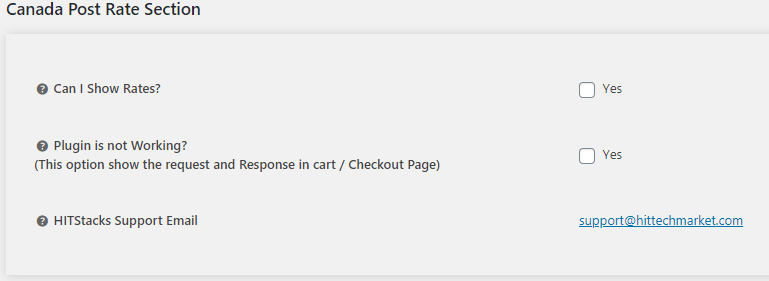 Canada Post Rate Section
Can I Show Rates?
Yes
Plugin is not Working?
(This option show the request and Response in cart / Checkout Page)
Yes
HITStacks Support Email
support@hittechmarket.com